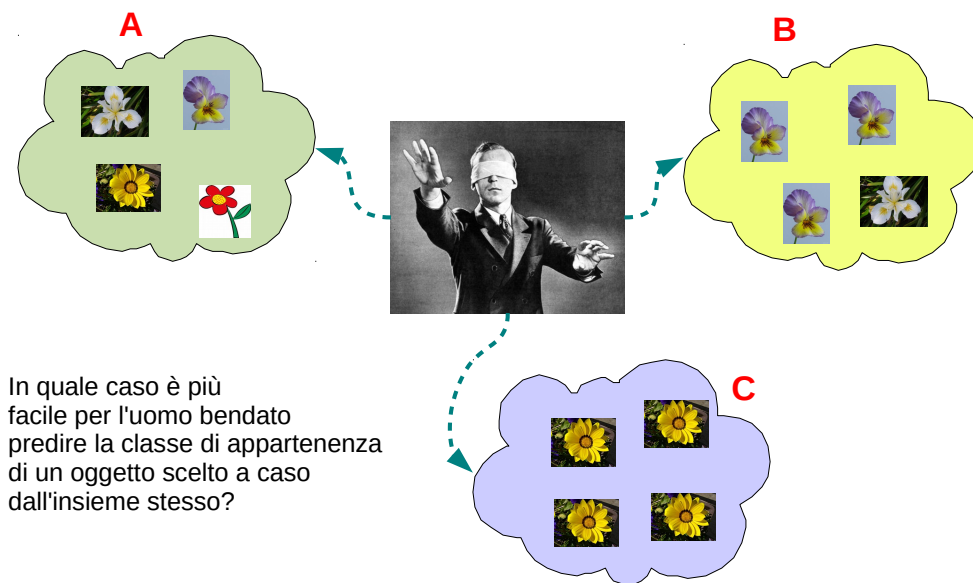 A
B
C
In quale caso è più
facile per l'uomo bendato
predire la classe di appartenenza
di un oggetto scelto a caso
dall'insieme stesso?